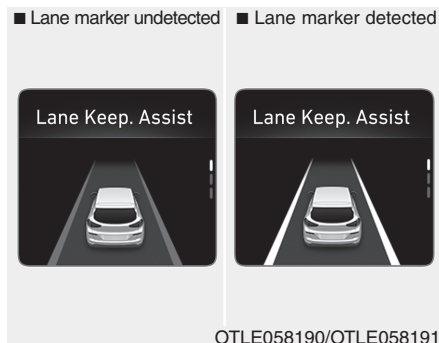 ■ Lane marker undetected
■ Lane marker detected
Lane Keep. Assist
Lane Keep. Assist
OTLE058190/OTLE058191